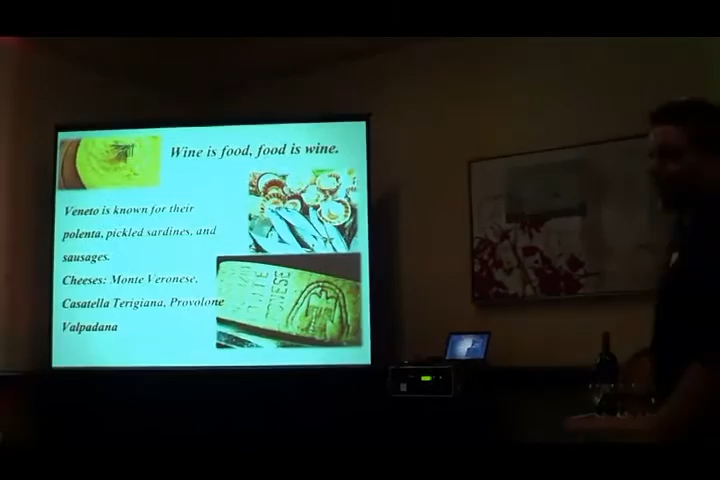 Wine is food, food is wine.
Veneto is known for their
polenta, pickled sardines, and
sausages.
Cheeses: Monte Veronese,
Casatella Terigiana, Provolone
Valpadana